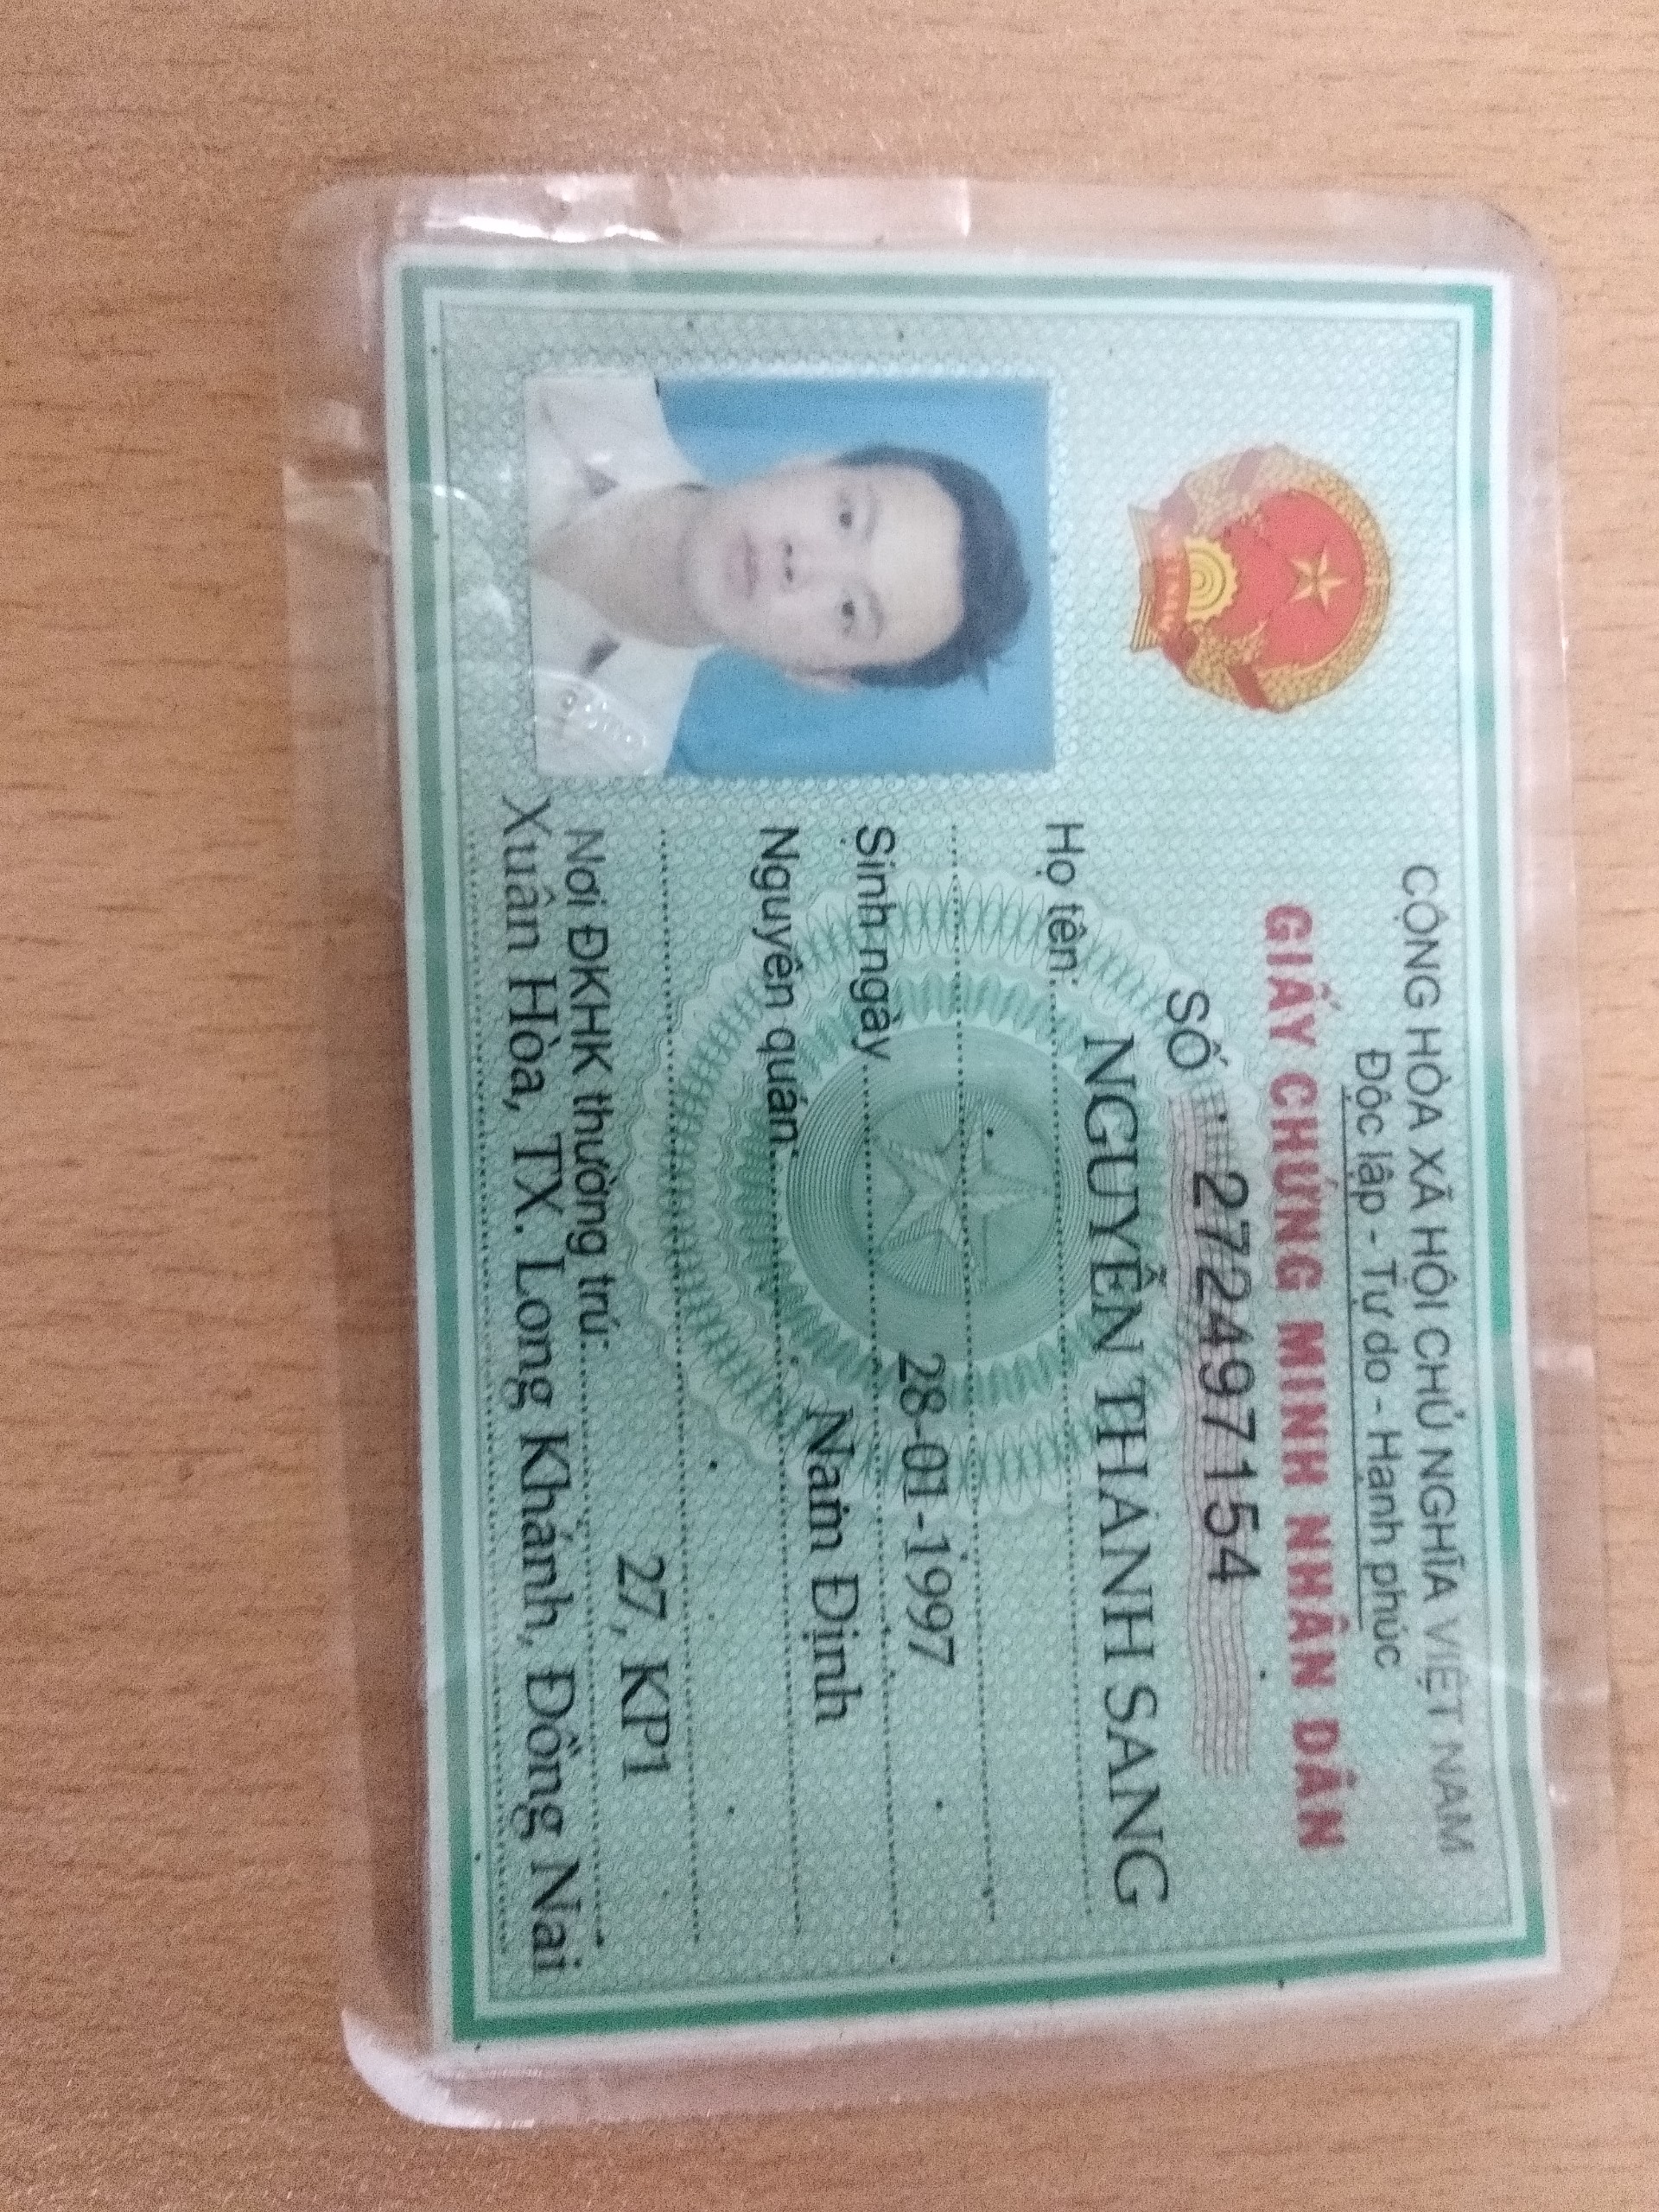 CỘNG HÒA XÃ HỘI CHỦ NGHĨA VIỆT NAM
Độc lập - Tự do - Hạnh phúc
GIẤY CHỨNG MINH NHÂN DÂN
SỐ 272497154
Họ tên: NGUYỄN THANH SANG
Sinh ngày 28-01-1997
Nguyên quán Nam Định
Nơi ĐKHK thường trú: 27, KP1
Xuân Hòa, TX. Long Khánh, Đồng Nai